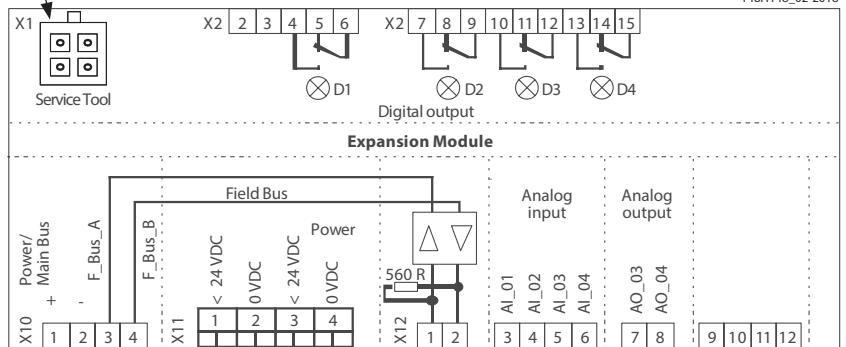 X1
X2 2 3 4 5 6
X2 7 8 9 10 11 12 13 14 15
Service Tool
D1
D2
D3
D4
Digital output
Expansion Module
Field Bus
Power/
Main Bus
+
-
F_Bus_A
F_Bus_B
Power
< 24 VDC
0 VDC
< 24 VDC
0 VDC
560 R
Analog
input
AI_01
AI_02
AI_03
AI_04
Analog
output
AO_03
AO_04
X10 1 2 3 4
X11 1 2 3 4
X12 1 2
3 4 5 6
7 8
9 10 11 12